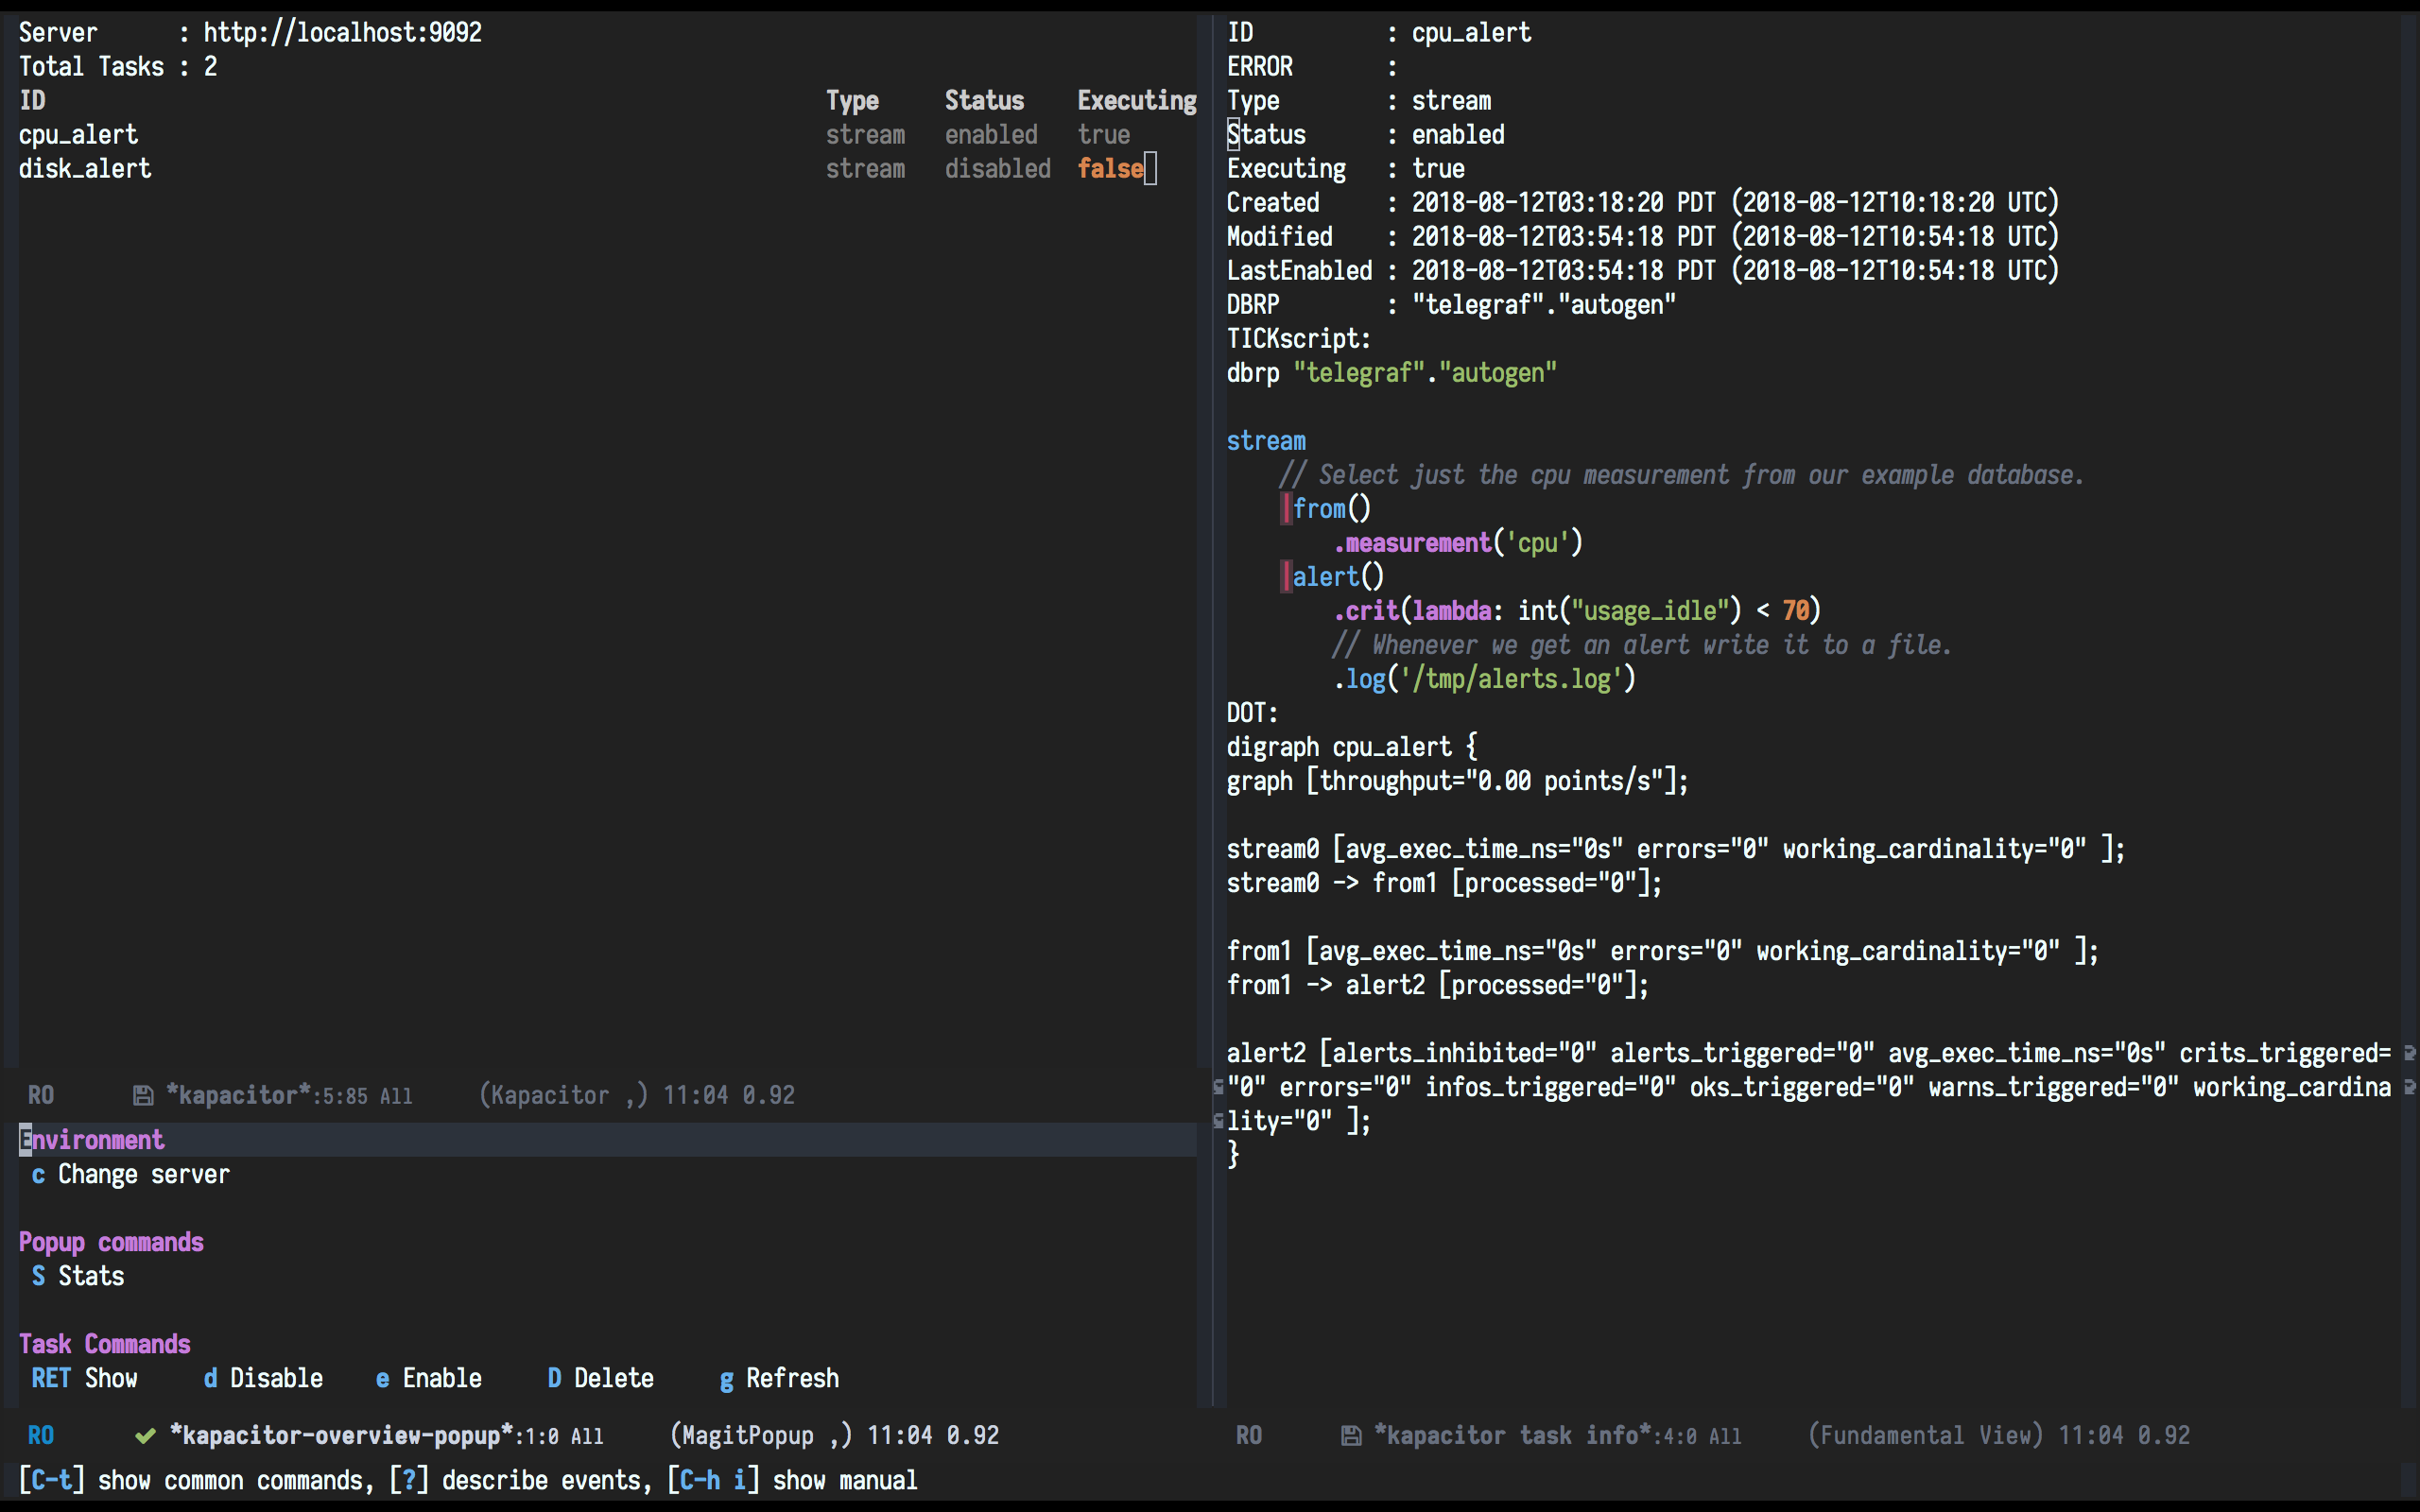 Server      : http://localhost:9092
Total Tasks : 2
ID Type Status Executing
cpu_alert stream enabled true
disk_alert stream disabled false
RO *kapacitor*:5:85 All (Kapacitor ,) 11:04 0.92
Environment
c Change server
Popup commands
S Stats
Task Commands
RET Show d Disable e Enable D Delete g Refresh
RO *kapacitor-overview-popup*:1:0 All (MagitPopup ,) 11:04 0.92
[C-t] show common commands, [?] describe events, [C-h i] show manual
ID          : cpu_alert
ERROR       :
Type        : stream
Status      : enabled
Executing   : true
Created     : 2018-08-12T03:18:20 PDT (2018-08-12T10:18:20 UTC)
Modified    : 2018-08-12T03:54:18 PDT (2018-08-12T10:54:18 UTC)
LastEnabled : 2018-08-12T03:54:18 PDT (2018-08-12T10:54:18 UTC)
DBRP        : "telegraf"."autogen"
TICKscript:
dbrp "telegraf"."autogen"
stream
    // Select just the cpu measurement from our example database.
    |from()
        .measurement('cpu')
    |alert()
        .crit(lambda: int("usage_idle") < 70)
        // Whenever we get an alert write it to a file.
        .log('/tmp/alerts.log')
DOT:
digraph cpu_alert {
graph [throughput="0.00 points/s"];
stream0 [avg_exec_time_ns="0s" errors="0" working_cardinality="0" ];
stream0 -> from1 [processed="0"];
from1 [avg_exec_time_ns="0s" errors="0" working_cardinality="0" ];
from1 -> alert2 [processed="0"];
alert2 [alerts_inhibited="0" alerts_triggered="0" avg_exec_time_ns="0s" crits_triggered=
"0" errors="0" infos_triggered="0" oks_triggered="0" warns_triggered="0" working_cardina
lity="0" ];
}
RO *kapacitor task info*:4:0 All (Fundamental View) 11:04 0.92